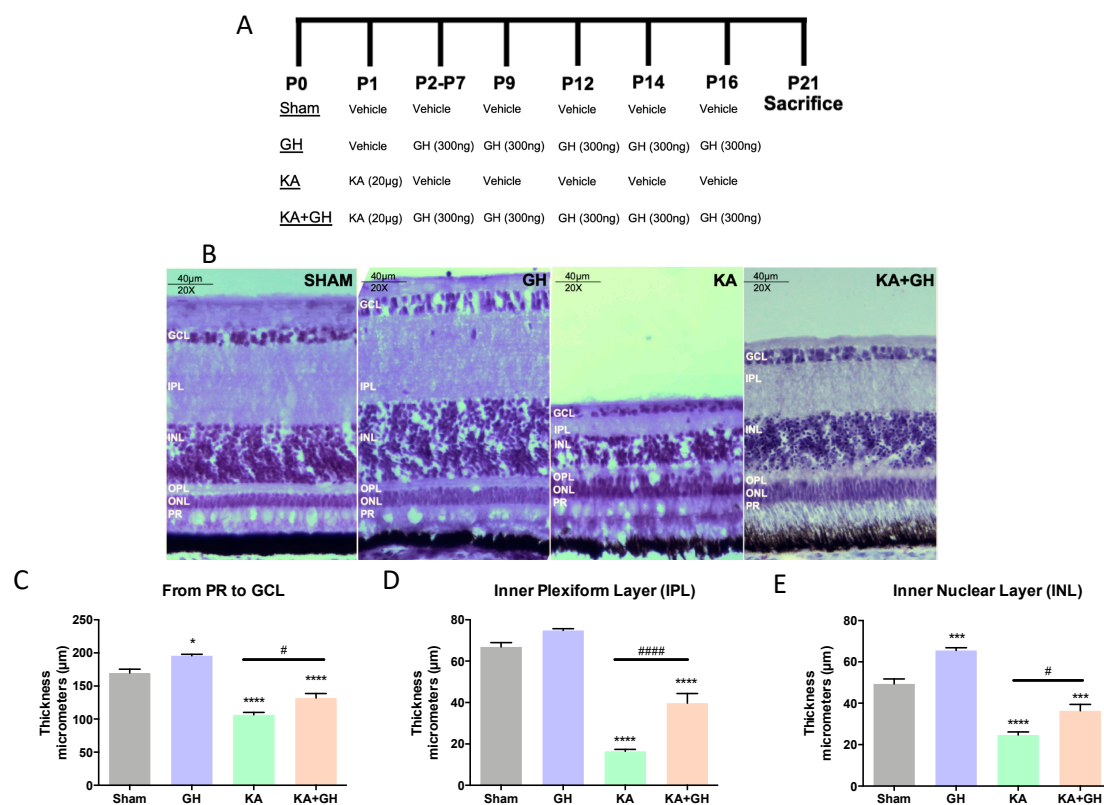 A
P0 P1 P2-P7 P9 P12 P14 P16 P21
Sacrifice
Sham Vehicle Vehicle Vehicle Vehicle Vehicle Vehicle
GH Vehicle GH (300ng) GH (300ng) GH (300ng) GH (300ng) GH (300ng)
KA KA (20µg) Vehicle Vehicle Vehicle Vehicle Vehicle
KA+GH KA (20µg) GH (300ng) GH (300ng) GH (300ng) GH (300ng) GH (300ng)
B
40µm
20X
SHAM
GCL
IPL
INL
OPL
ONL
PR
40µm
20X
GH
GCL
IPL
INL
OPL
ONL
PR
40µm
20X
KA
GCL
IPL
INL
OPL
ONL
PR
40µm
20X
KA+GH
GCL
IPL
INL
OPL
ONL
PR
C
From PR to GCL
Thickness
micrometers (µm)
250
200
150
100
50
0
*
****
#
****
Sham GH KA KA+GH
D
Inner Plexiform Layer (IPL)
Thickness
micrometers (µm)
80
60
40
20
0
****
####
****
Sham GH KA KA+GH
E
Inner Nuclear Layer (INL)
Thickness
micrometers (µm)
80
60
40
20
0
***
****
#
***
Sham GH KA KA+GH